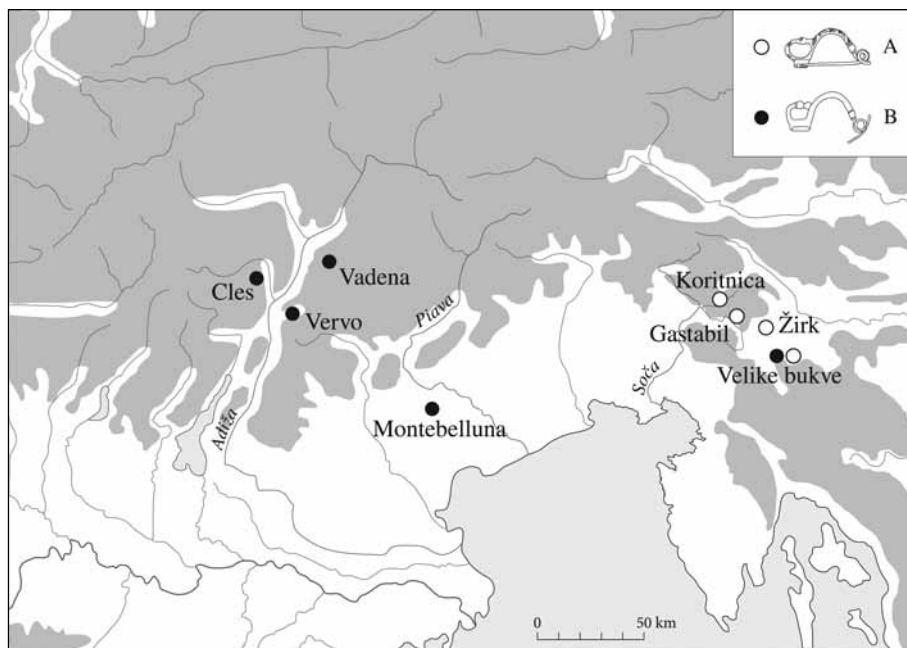 A
B
Koritnica
Vadena
Cles
Piava
Žirk
Vervo
Gastabil
Velike bukve
Soča
Adiža
Montebelluna
0 50 km